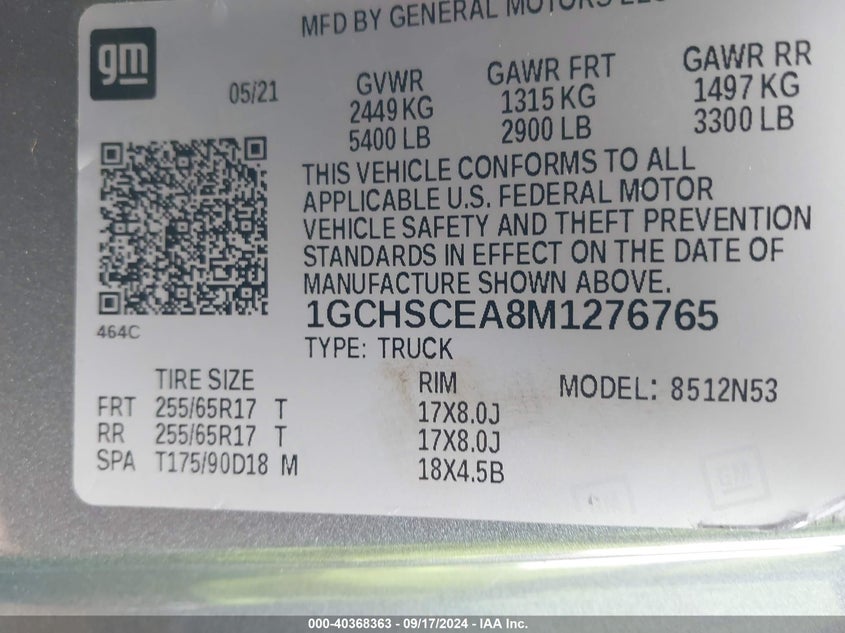 MFD BY GENERAL MOTORS LLC
gm
05/21
GVWR GAWR FRT GAWR RR
2449 KG 1315 KG 1497 KG
5400 LB 2900 LB 3300 LB
THIS VEHICLE CONFORMS TO ALL
APPLICABLE U.S. FEDERAL MOTOR
VEHICLE SAFETY AND THEFT PREVENTION
STANDARDS IN EFFECT ON THE DATE OF
MANUFACTURE SHOWN ABOVE.
464C
1GCHSCEA8M1276765
TYPE: TRUCK
TIRE SIZE RIM MODEL: 8512N53
FRT 255/65R17 T 17X8.0J
RR 255/65R17 T 17X8.0J
SPA T175/90D18 M 18X4.5B
GM
000-40368363 - 09/17/2024 - IAA Inc.